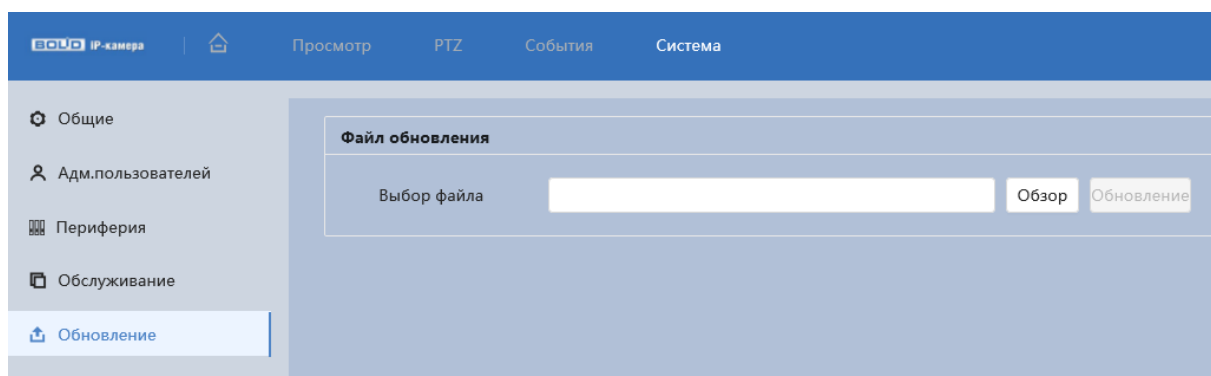 BOLID IP-камера
Просмотр
PTZ
События
Система
Общие
Адм.пользователей
Периферия
Обслуживание
Обновление
Файл обновления
Выбор файла
Обзор
Обновление